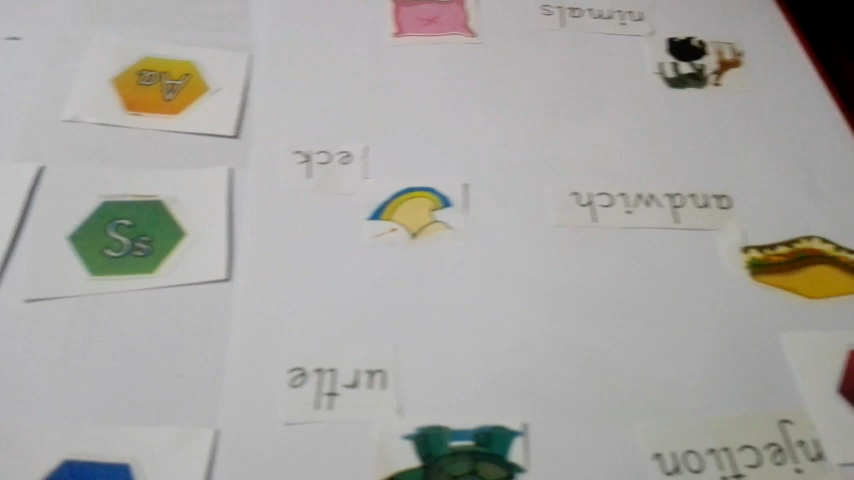 njection
urtle
andwich
Ss
eck
Aa
nimals